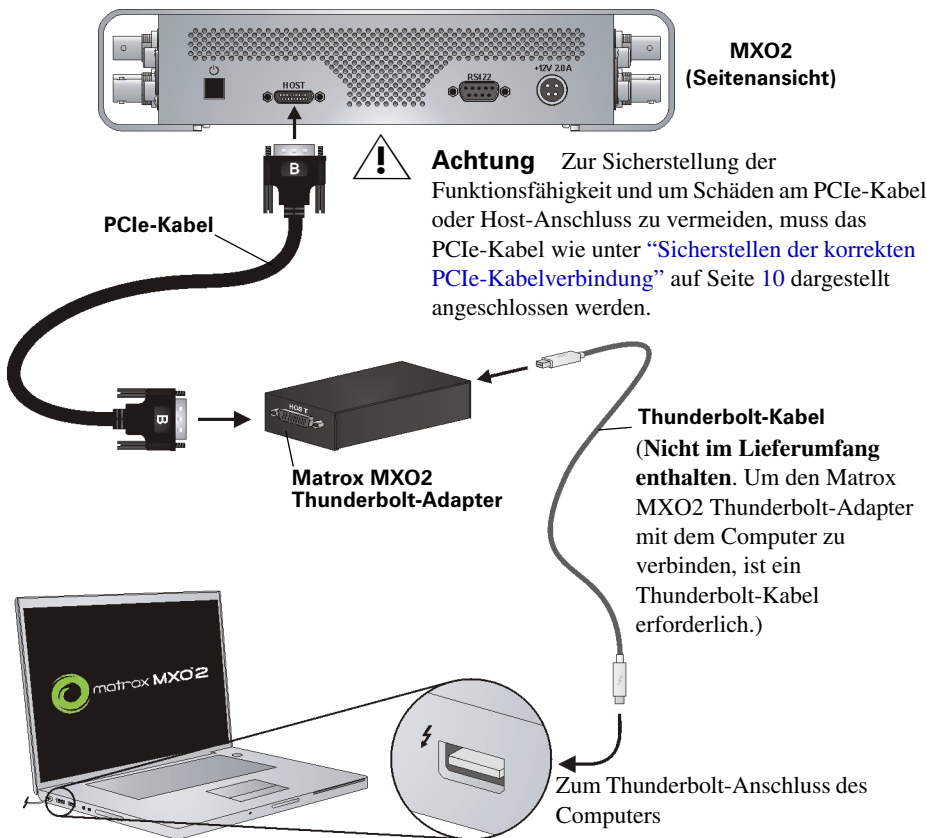 MXO2
(Seitenansicht)
HOST
RS422
+12V 2.0A
B
Achtung Zur Sicherstellung der
Funktionsfähigkeit und um Schäden am PCIe-Kabel
oder Host-Anschluss zu vermeiden, muss das
PCIe-Kabel wie unter “Sicherstellen der korrekten
PCIe-Kabelverbindung” auf Seite 10 dargestellt
angeschlossen werden.
PCIe-Kabel
B
HOST
Matrox MXO2
Thunderbolt-Adapter
Thunderbolt-Kabel
(Nicht im Lieferumfang
enthalten. Um den Matrox
MXO2 Thunderbolt-Adapter
mit dem Computer zu
verbinden, ist ein
Thunderbolt-Kabel
erforderlich.)
matrox MXO2
Zum Thunderbolt-Anschluss des
Computers